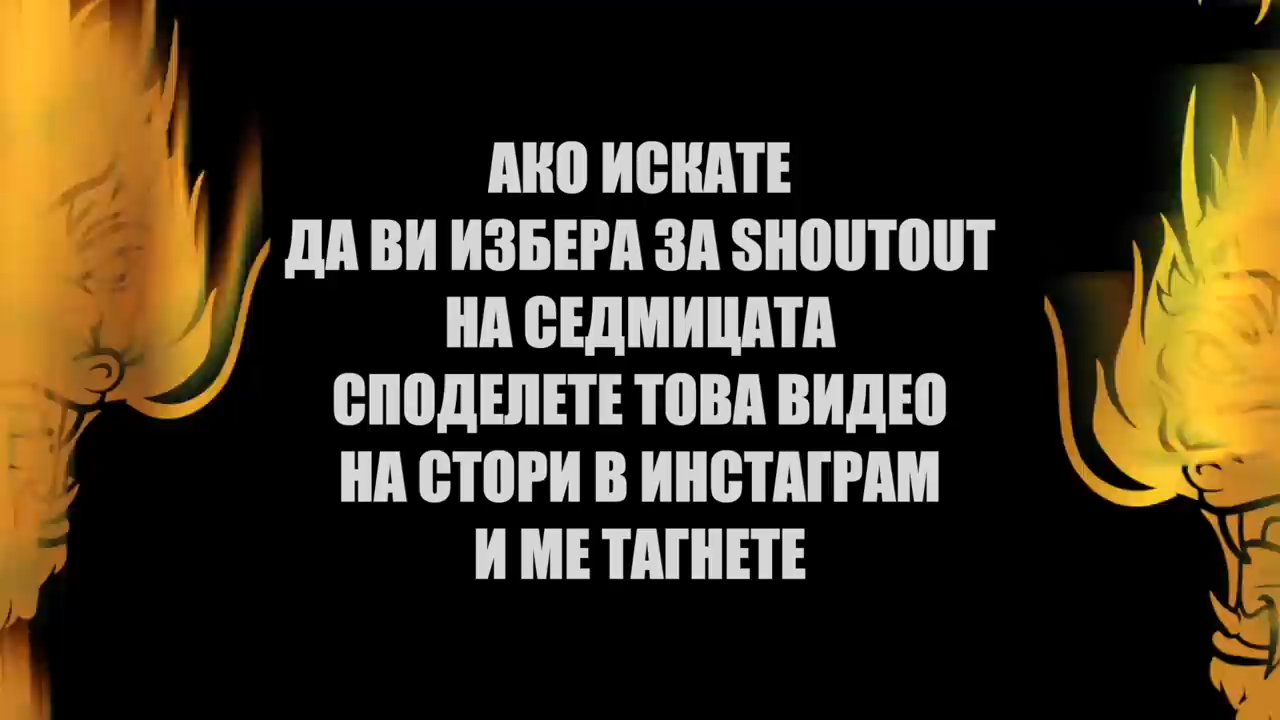 АКО ИСКАТЕ
ДА ВИ ИЗБЕРА ЗА SHOUTOUT
НА СЕДМИЦАТА
СПОДЕЛЕТЕ ТОВА ВИДЕО
НА СТОРИ В ИНСТАГРАМ
И МЕ ТАГНЕТЕ